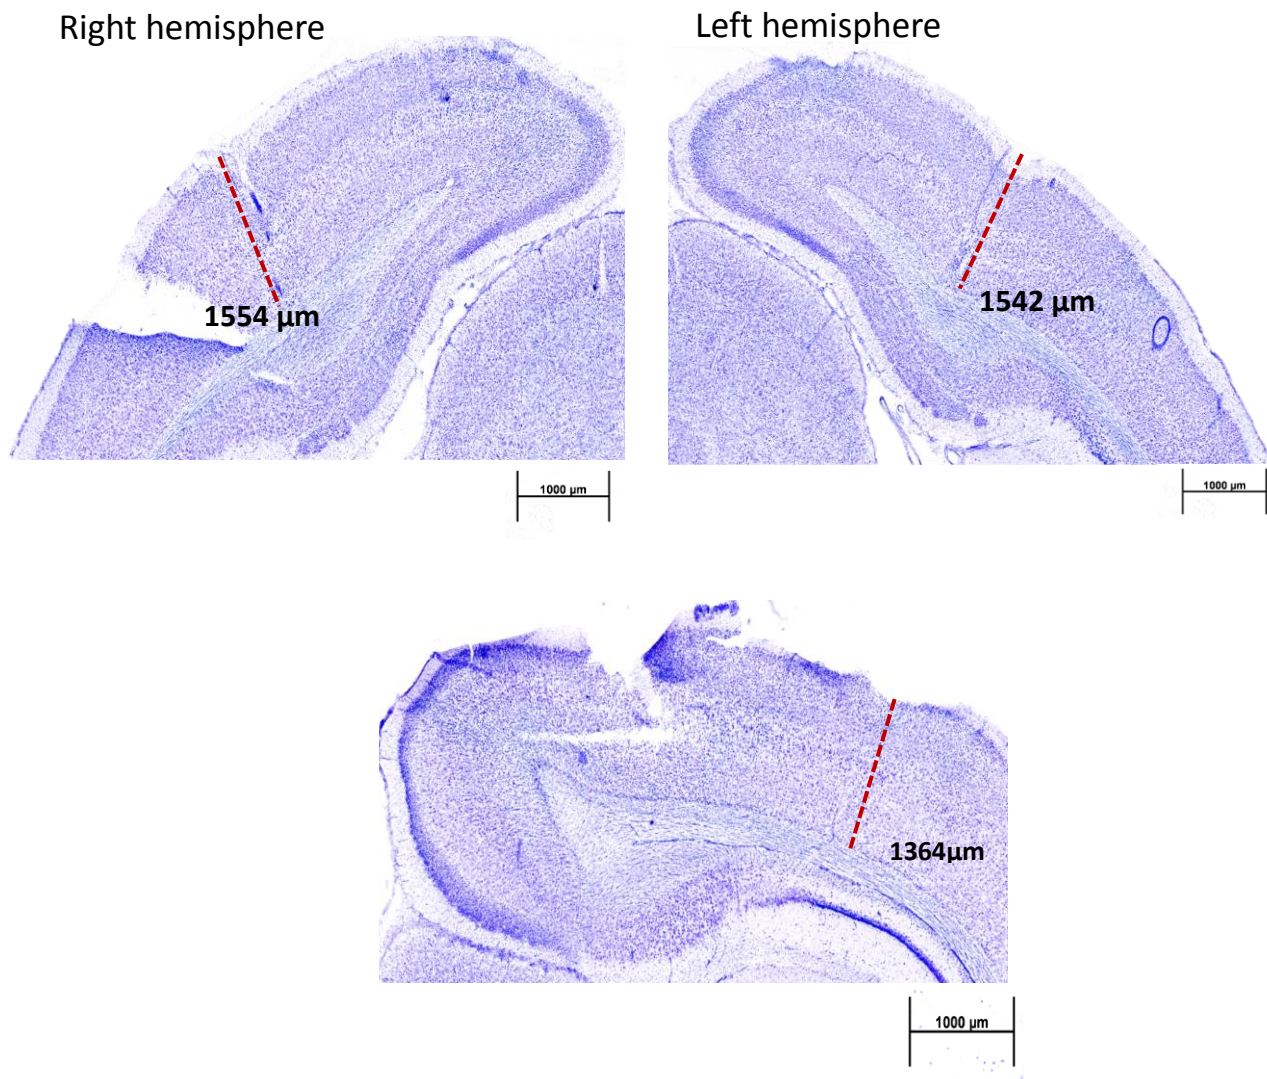 Right hemisphere
Left hemisphere
1554 µm
1542 µm
1000 µm
1000 µm
1364µm
1000 µm